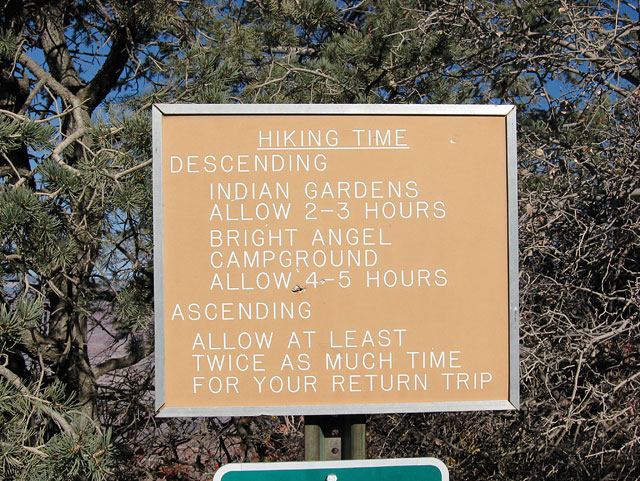 HIKING TIME
DESCENDING
INDIAN GARDENS
ALLOW 2-3 HOURS
BRIGHT ANGEL
CAMPGROUND
ALLOW 4-5 HOURS
ASCENDING
ALLOW AT LEAST
TWICE AS MUCH TIME
FOR YOUR RETURN TRIP